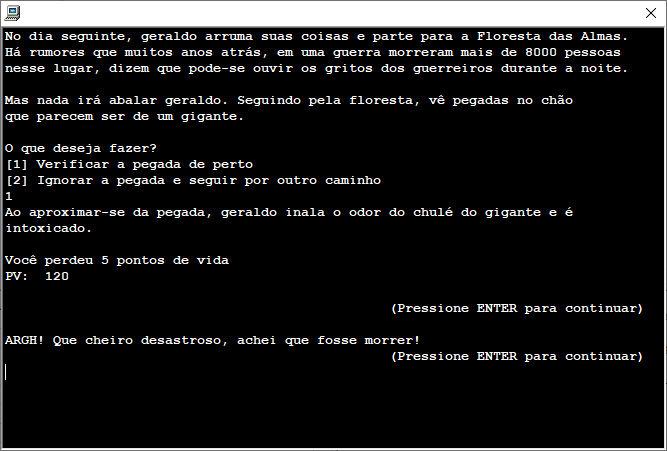 No dia seguinte, geraldo arruma suas coisas e parte para a Floresta das Almas.
Há rumores que muitos anos atrás, em uma guerra morreram mais de 8000 pessoas
nesse lugar, dizem que pode-se ouvir os gritos dos guerreiros durante a noite.
Mas nada irá abalar geraldo. Seguindo pela floresta, vê pegadas no chão
que parecem ser de um gigante.
O que deseja fazer?
[1] Verificar a pegada de perto
[2] Ignorar a pegada e seguir por outro caminho
1
Ao aproximar-se da pegada, geraldo inala o odor do chulé do gigante e é
intoxicado.
Você perdeu 5 pontos de vida
PV:  120
(Pressione ENTER para continuar)
ARGH! Que cheiro desastroso, achei que fosse morrer!
(Pressione ENTER para continuar)